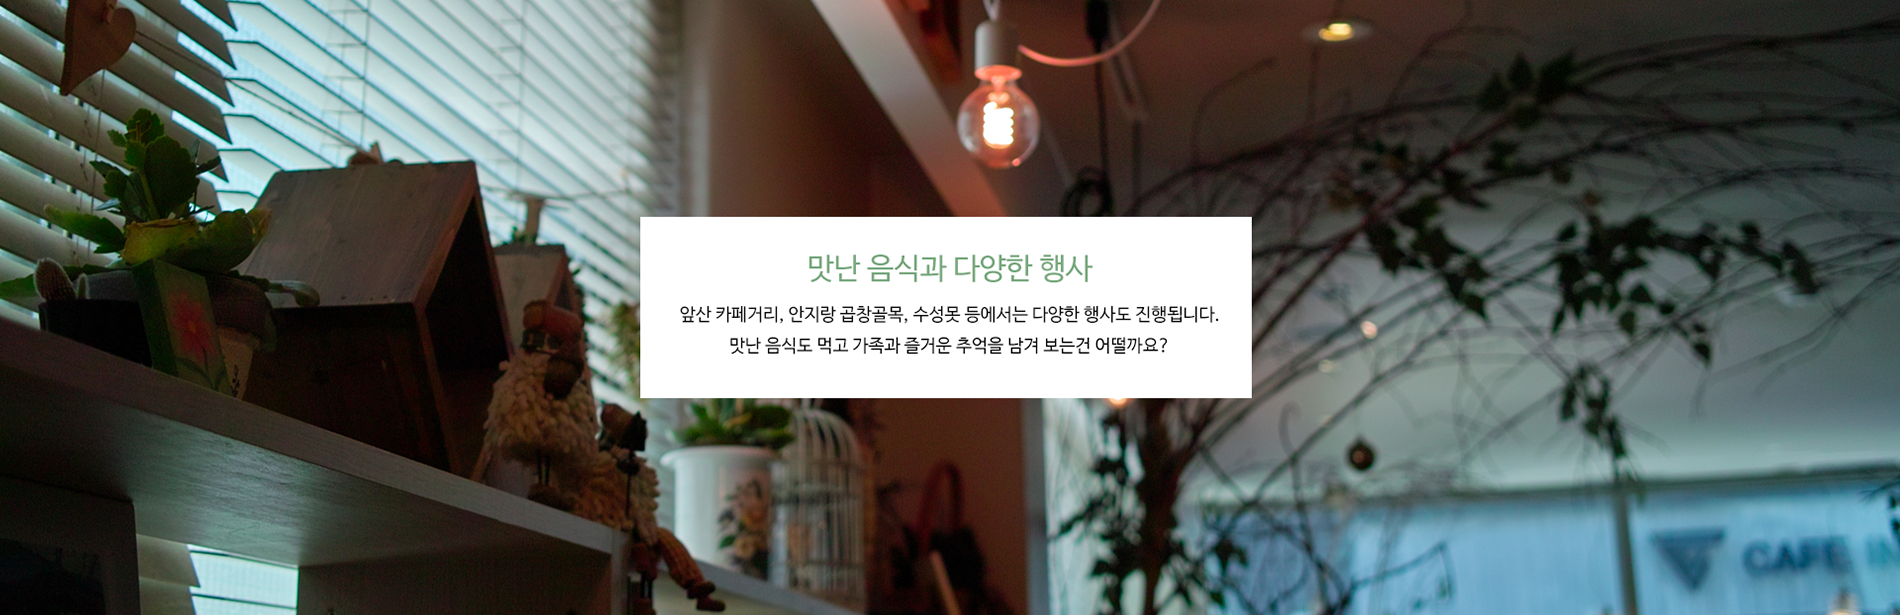 맛난 음식과 다양한 행사
앞산 카페거리, 안지랑 곱창골목, 수성못 등에서는 다양한 행사도 진행됩니다.
맛난 음식도 먹고 가족과 즐거운 추억을 남겨 보는건 어떨까요?
CAFE